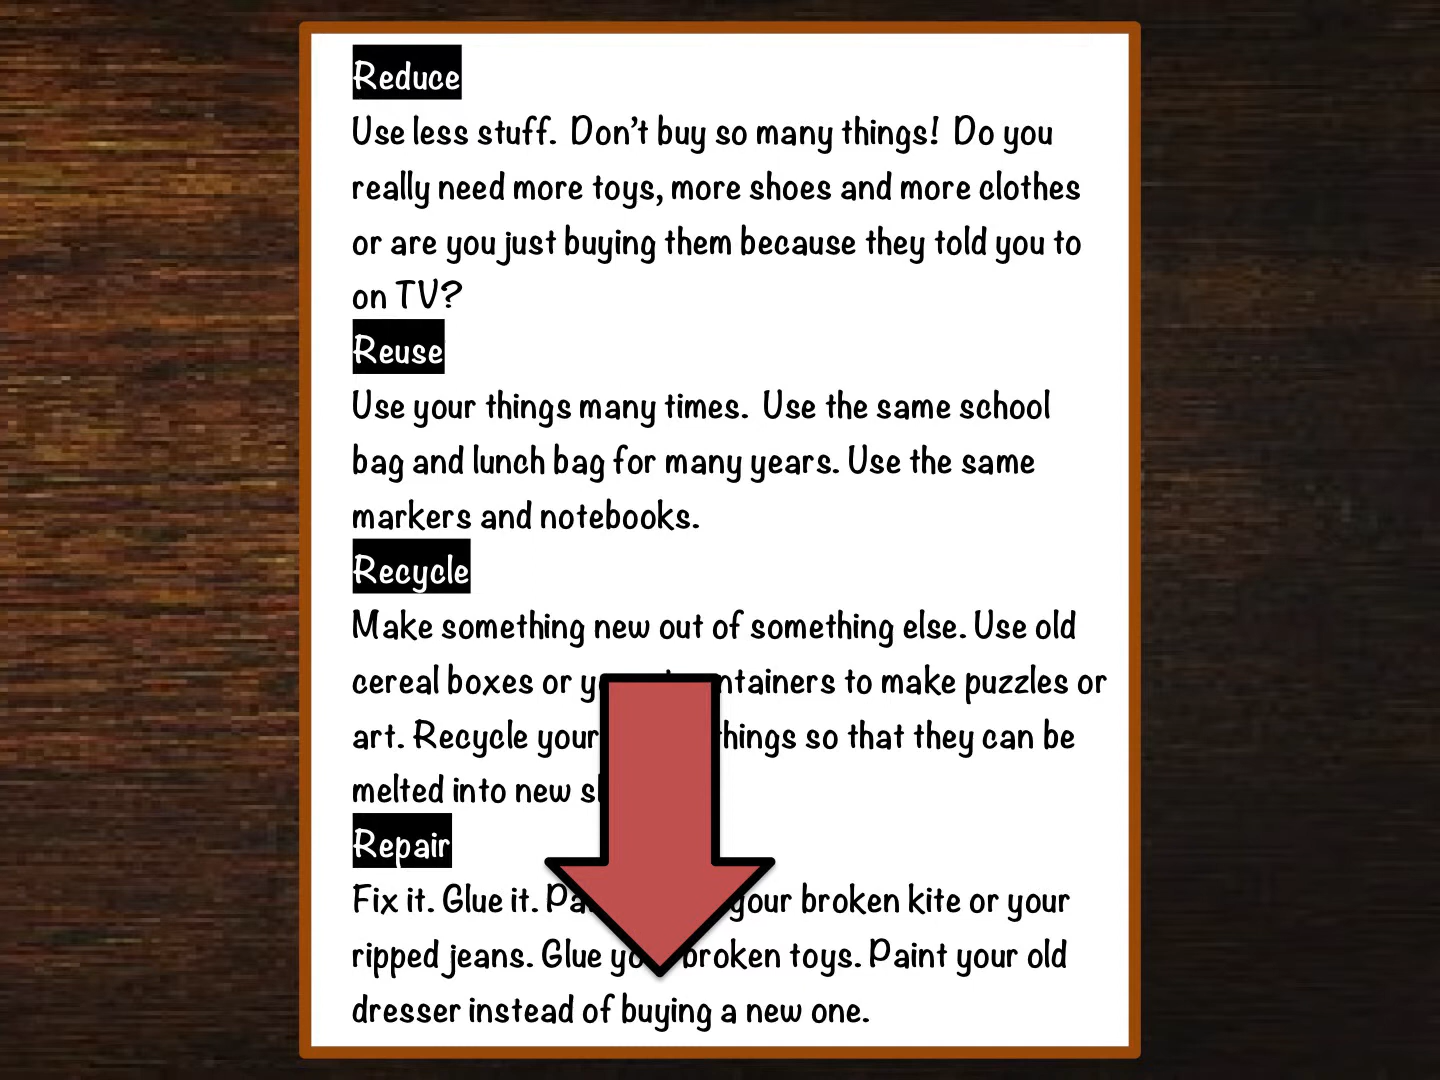 Reduce
Use less stuff. Don't buy so many things! Do you
really need more toys, more shoes and more clothes
or are you just buying them because they told you to
on TV?
Reuse
Use your things many times. Use the same school
bag and lunch bag for many years. Use the same
markers and notebooks.
Recycle
Make something new out of something else. Use old
cereal boxes or to make puzzles or
art. Recycle your things so that they can be
melted into new
Repair
Fix it. Glue it. your broken kite or your
ripped jeans. Glue broken toys. Paint your old
dresser instead of buying a new one.